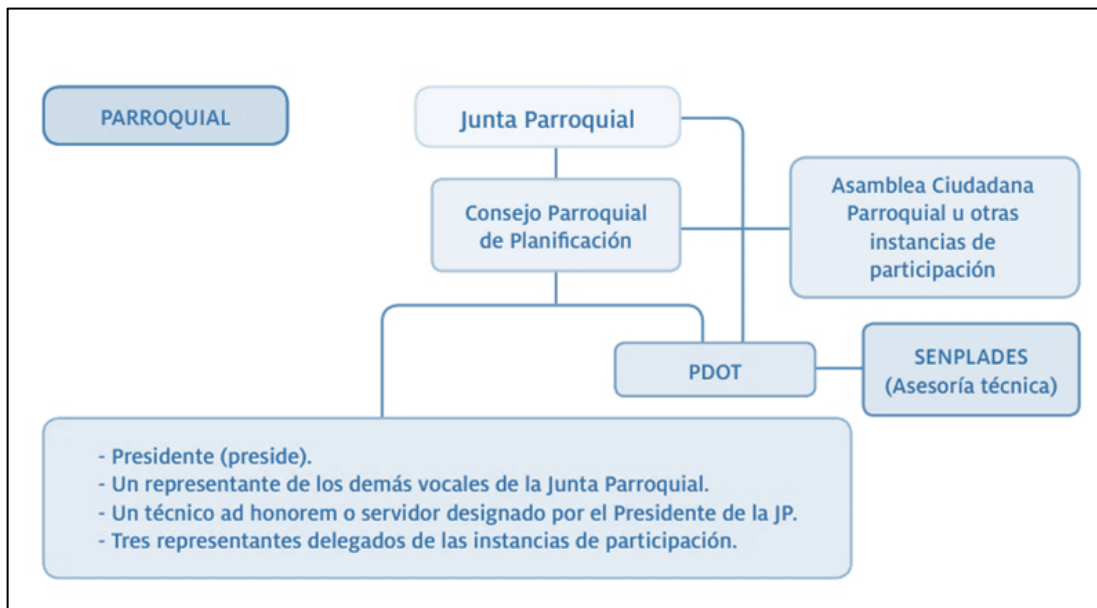 PARROQUIAL
Junta Parroquial
Consejo Parroquial
de Planificación
Asamblea Ciudadana
Parroquial u otras
instancias de
participación
PDOT
SENPLADES
(Asesoría técnica)
- Presidente (preside).
- Un representante de los demás vocales de la Junta Parroquial.
- Un técnico ad honorem o servidor designado por el Presidente de la JP.
- Tres representantes delegados de las instancias de participación.